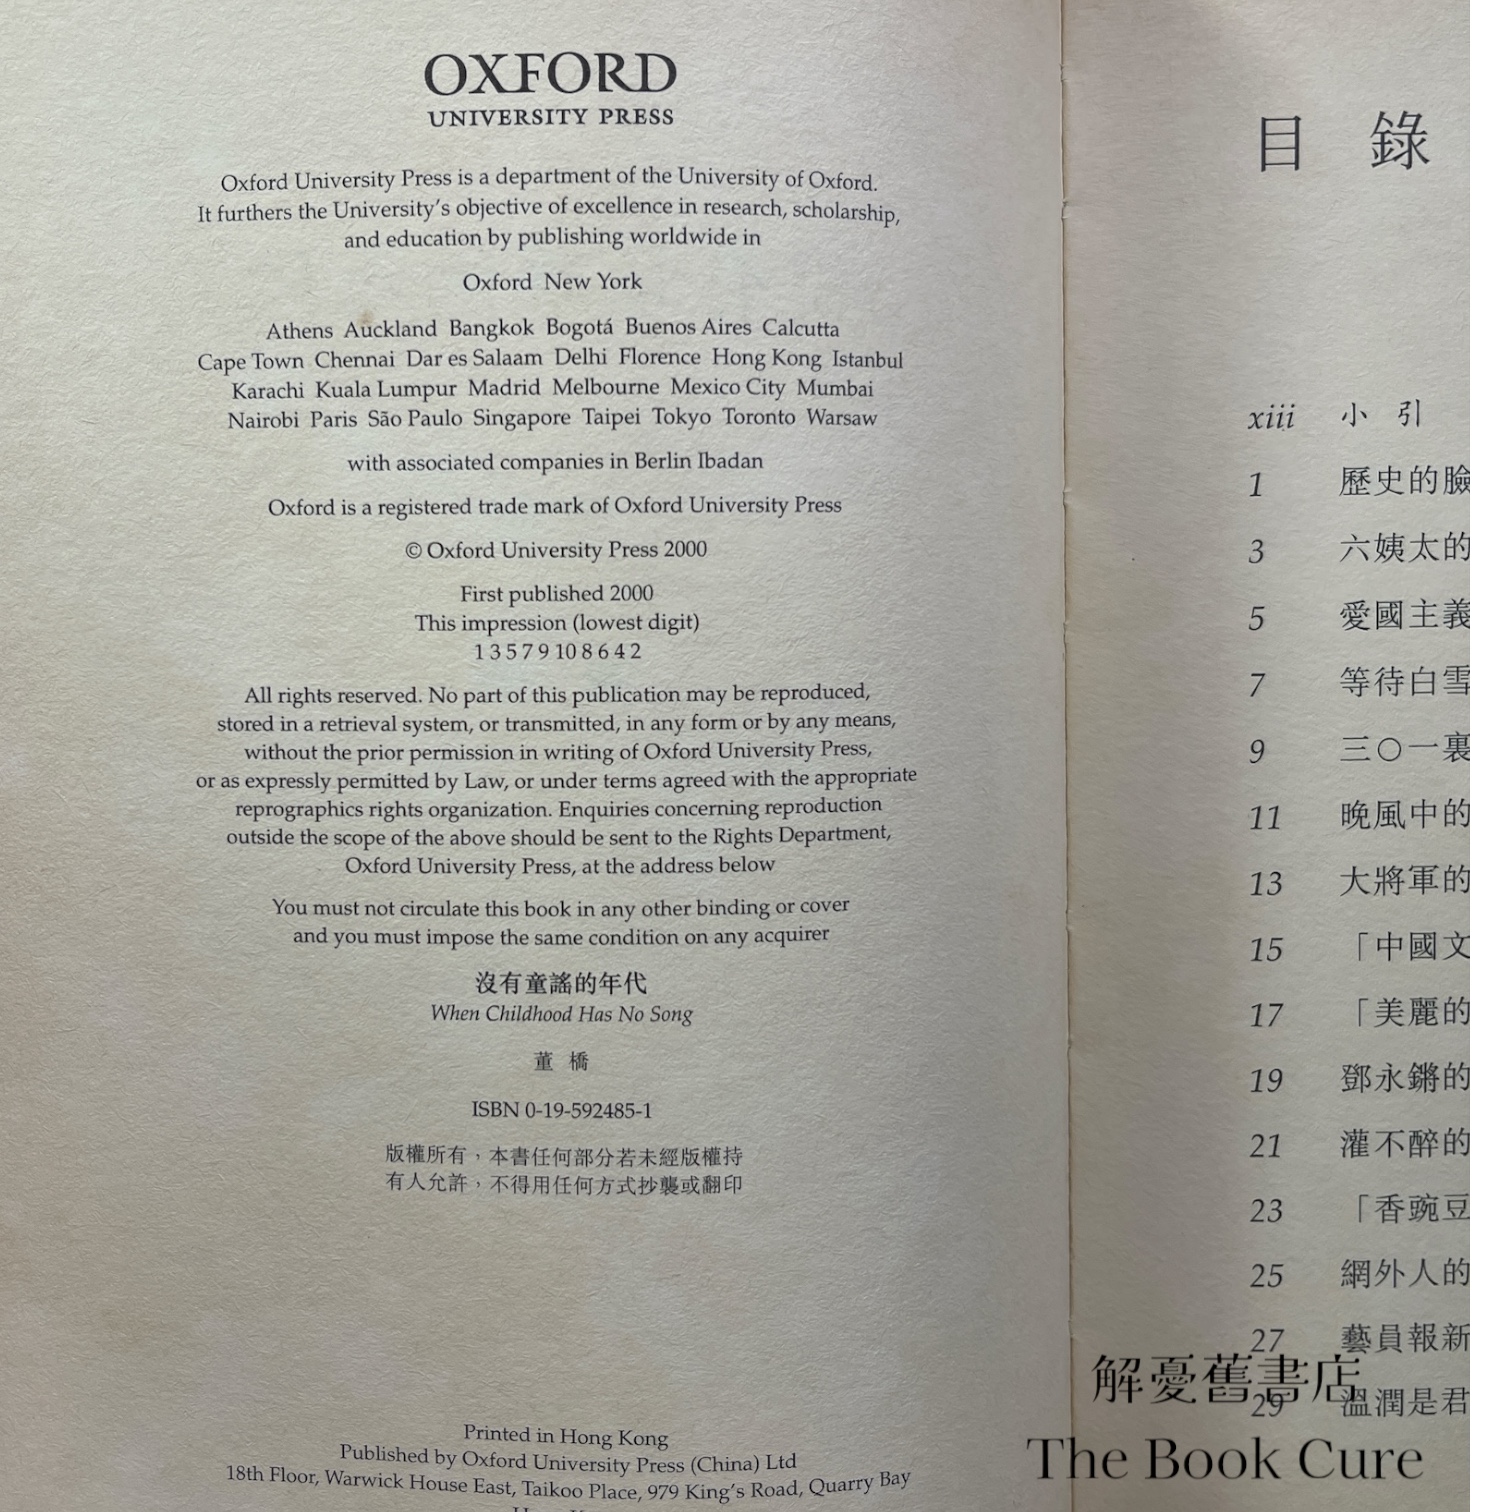 OXFORD
UNIVERSITY PRESS
Oxford University Press is a department of the University of Oxford.
It furthers the University's objective of excellence in research, scholarship,
and education by publishing worldwide in
Oxford New York
Athens Auckland Bangkok Bogotá Buenos Aires Calcutta
Cape Town Chennai Dar es Salaam Delhi Florence Hong Kong Istanbul
Karachi Kuala Lumpur Madrid Melbourne Mexico City Mumbai
Nairobi Paris São Paulo Singapore Taipei Tokyo Toronto Warsaw
with associated companies in Berlin Ibadan
Oxford is a registered trade mark of Oxford University Press
© Oxford University Press 2000
First published 2000
This impression (lowest digit)
1 3 5 7 9 10 8 6 4 2
All rights reserved. No part of this publication may be reproduced,
stored in a retrieval system, or transmitted, in any form or by any means,
without the prior permission in writing of Oxford University Press,
or as expressly permitted by Law, or under terms agreed with the appropriate
reprographics rights organization. Enquiries concerning reproduction
outside the scope of the above should be sent to the Rights Department,
Oxford University Press, at the address below
You must not circulate this book in any other binding or cover
and you must impose the same condition on any acquirer
沒有童謠的年代
When Childhood Has No Song
董 橋
ISBN 0-19-592485-1
版權所有，本書任何部分若未經版權持
有人允許，不得用任何方式抄襲或翻印
Printed in Hong Kong
Published by Oxford University Press (China) Ltd
18th Floor, Warwick House East, Taikoo Place, 979 King's Road, Quarry Bay
目 錄
xiii 小 引
1 歷史的臉
3 六姨太的
5 愛國主義
7 等待白雪
9 三〇一裏
11 晚風中的
13 大將軍的
15 「中國文
17 「美麗的
19 鄧永鏘的
21 灌不醉的
23 「香豌豆
25 網外人的
27 藝員報新
29 溫潤是君
解憂舊書店
The Book Cure